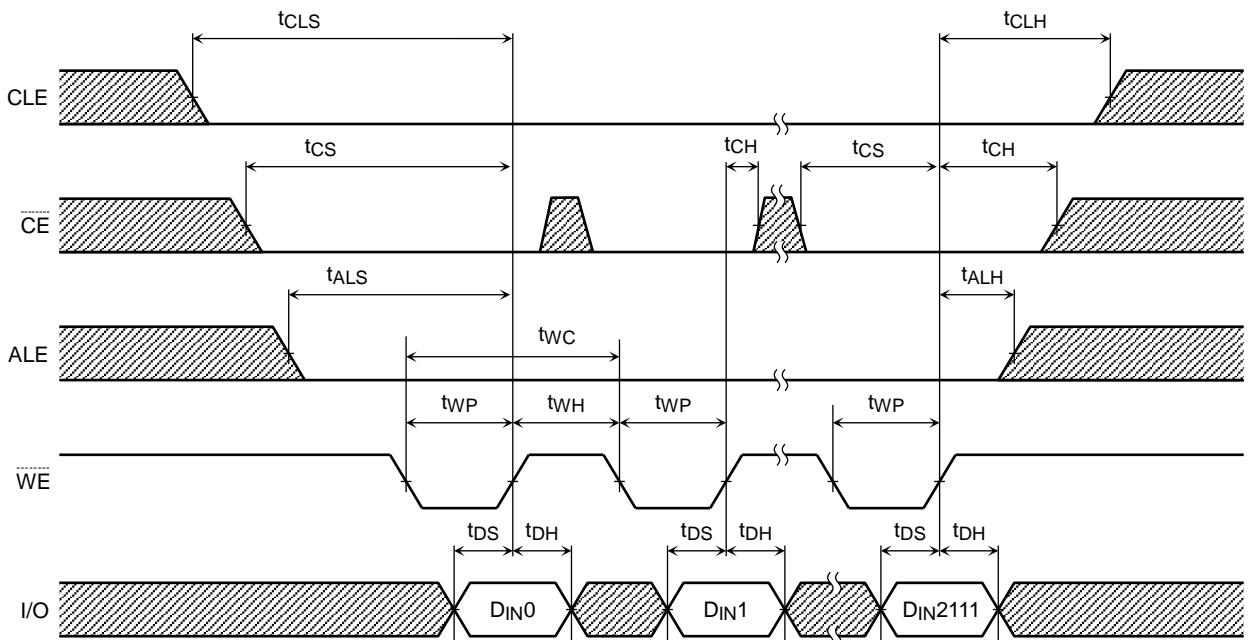 tCLS tCLH
CLE
tCS tCH tCS tCH
CE
tALS tALH
ALE
tWC
tWP tWH tWP tWP
WE
tDS tDH tDS tDH tDS tDH
I/O DIN0 DIN1 DIN2111